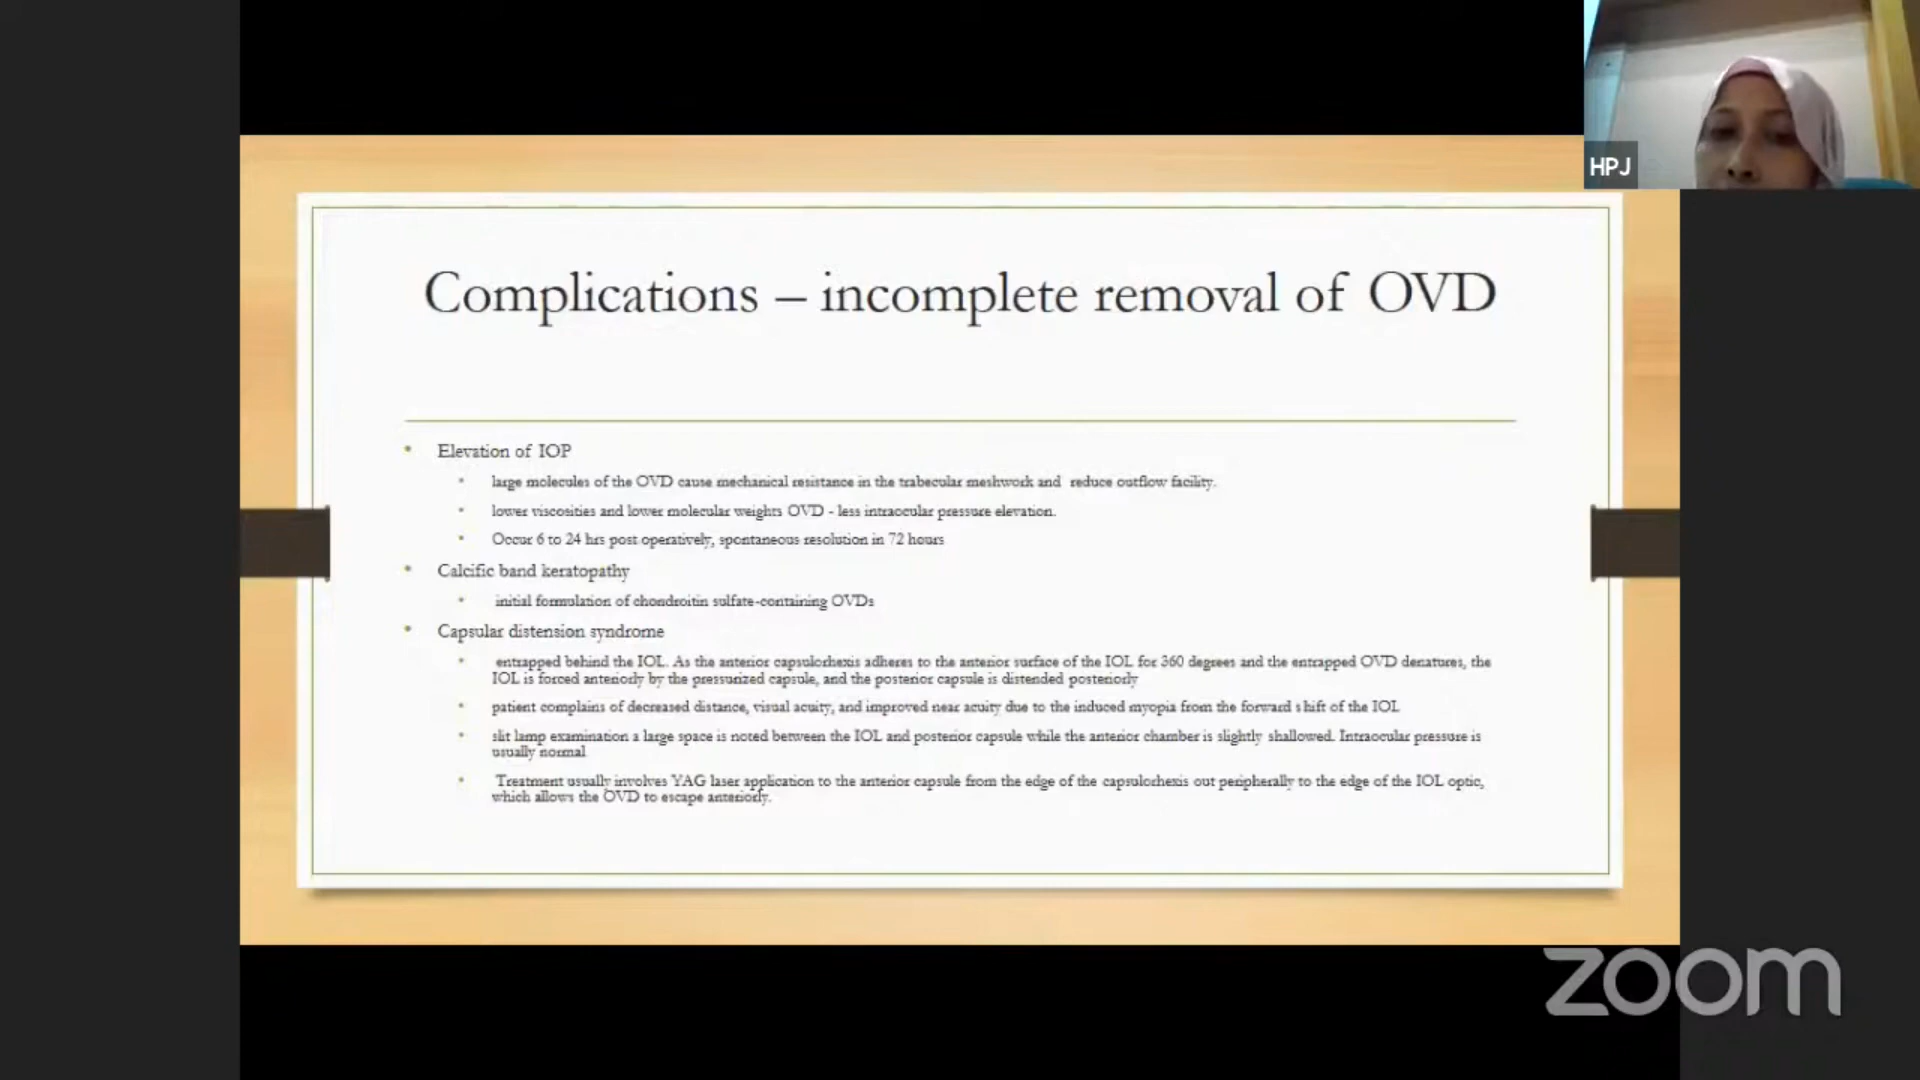 HPJ
Complications – incomplete removal of OVD
• Elevation of IOP
• large molecules of the OVD cause mechanical resistance in the trabecular meshwork and reduce outflow facility.
• lower viscosities and lower molecular weights OVD - less intraocular pressure elevation.
• Occur 6 to 24 hrs post operatively, spontaneous resolution in 72 hours
• Calcific band keratopathy
• initial formulation of chondroitin sulfate-containing OVDs
• Capsular distension syndrome
• entrapped behind the IOL. As the anterior capsulorhexis adheres to the anterior surface of the IOL for 360 degrees and the entrapped OVD denatures, the
IOL is forced anteriorly by the pressurized capsule, and the posterior capsule is distended posteriorly
• patient complains of decreased distance, visual acuity, and improved near acuity due to the induced myopia from the forward shift of the IOL
• slit lamp examination a large space is noted between the IOL and posterior capsule while the anterior chamber is slightly shallowed. Intraocular pressure is
usually normal
• Treatment usually involves YAG laser application to the anterior capsule from the edge of the capsulorhexis out peripherally to the edge of the IOL optic,
which allows the OVD to escape anteriorly.
zoom